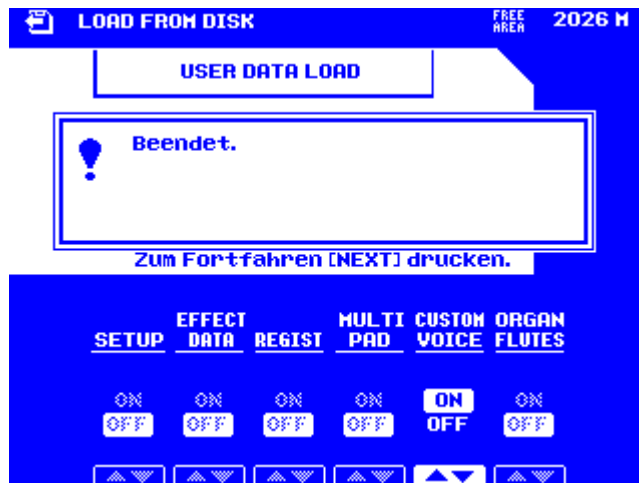 LOAD FROM DISK
FREE AREA 2026 M
USER DATA LOAD
Beendet.
Zum Fortfahren [NEXT] drucken.
SETUP EFFECT DATA REGIST MULTI PAD CUSTOM VOICE ORGAN FLUTES
ON ON ON ON ON ON
OFF OFF OFF OFF OFF OFF